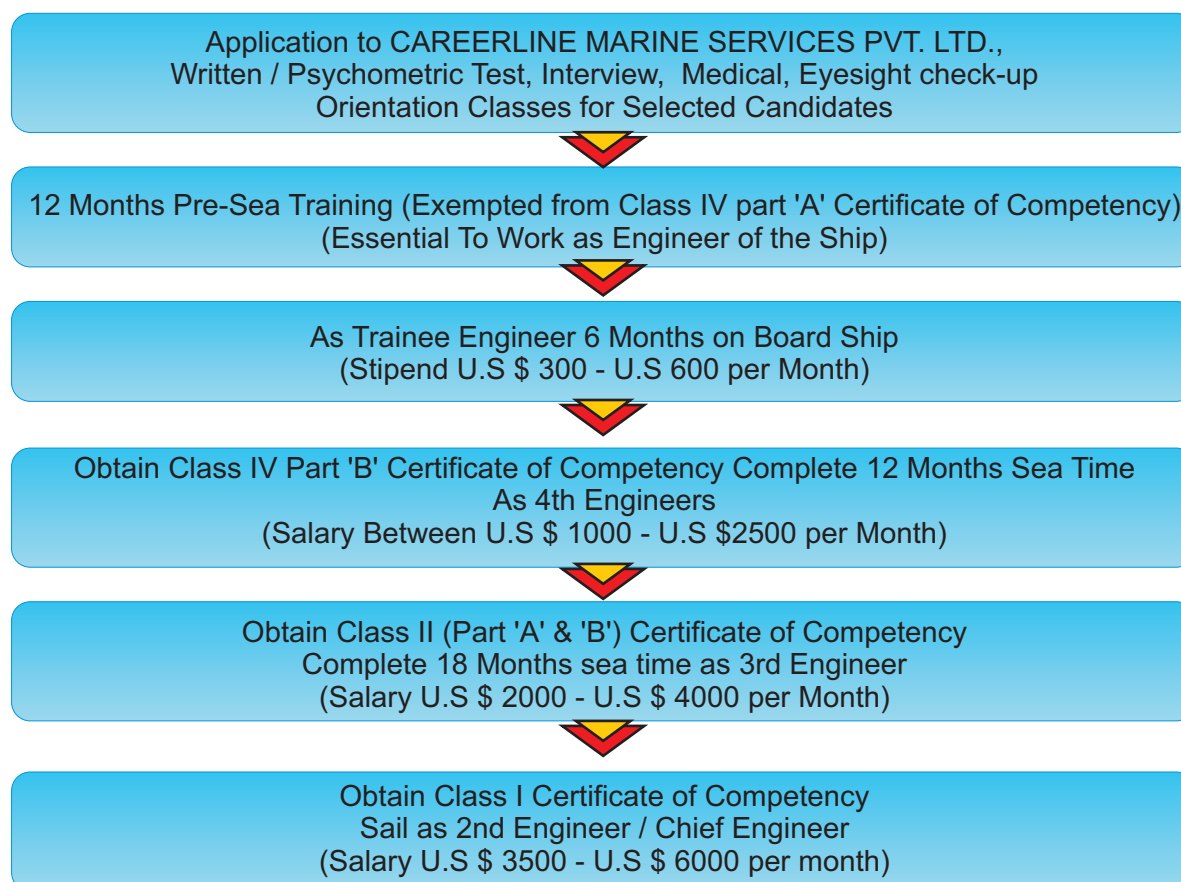 Application to CAREERLINE MARINE SERVICES PVT. LTD.,
Written / Psychometric Test, Interview, Medical, Eyesight check-up
Orientation Classes for Selected Candidates
12 Months Pre-Sea Training (Exempted from Class IV part 'A' Certificate of Competency)
(Essential To Work as Engineer of the Ship)
As Trainee Engineer 6 Months on Board Ship
(Stipend U.S $ 300 - U.S 600 per Month)
Obtain Class IV Part 'B' Certificate of Competency Complete 12 Months Sea Time
As 4th Engineers
(Salary Between U.S $ 1000 - U.S $2500 per Month)
Obtain Class II (Part 'A' & 'B') Certificate of Competency
Complete 18 Months sea time as 3rd Engineer
(Salary U.S $ 2000 - U.S $ 4000 per Month)
Obtain Class I Certificate of Competency
Sail as 2nd Engineer / Chief Engineer
(Salary U.S $ 3500 - U.S $ 6000 per month)